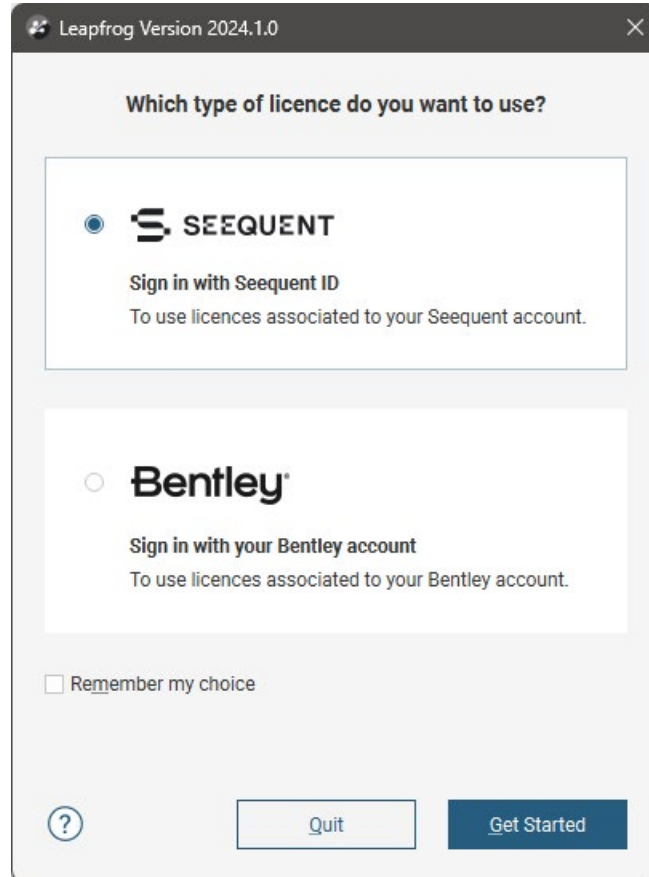 Leapfrog Version 2024.1.0
Which type of licence do you want to use?
SEEQUENT
Sign in with Seequent ID
To use licences associated to your Seequent account.
Bentley®
Sign in with your Bentley account
To use licences associated to your Bentley account.
Remember my choice
?
Quit
Get Started